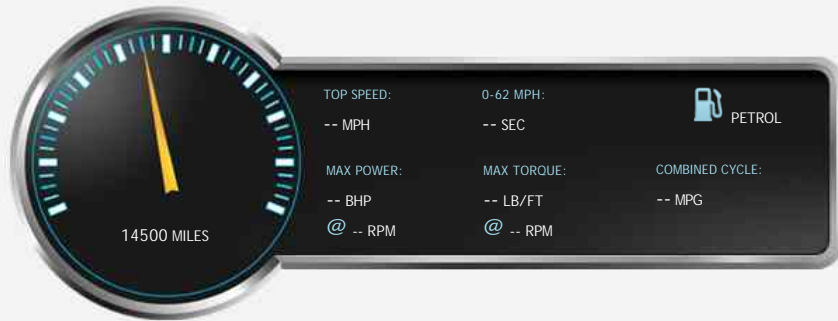 TOP SPEED:
-- MPH
0-62 MPH:
-- SEC
PETROL
MAX POWER:
-- BHP
@ -- RPM
MAX TORQUE:
-- LB/FT
@ -- RPM
COMBINED CYCLE:
-- MPG
14500 MILES